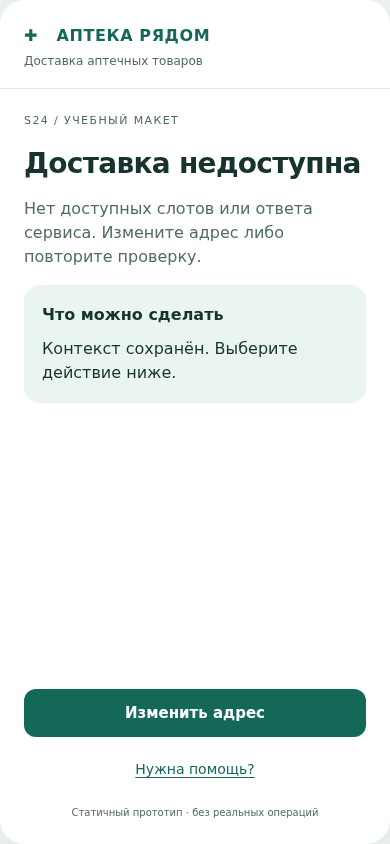 ✚ АПТЕКА РЯДОМ
Доставка аптечных товаров
S24 / УЧЕБНЫЙ МАКЕТ
Доставка недоступна
Нет доступных слотов или ответа
сервиса. Измените адрес либо
повторите проверку.
Что можно сделать
Контекст сохранён. Выберите
действие ниже.
Изменить адрес
Нужна помощь?
Статичный прототип · без реальных операций